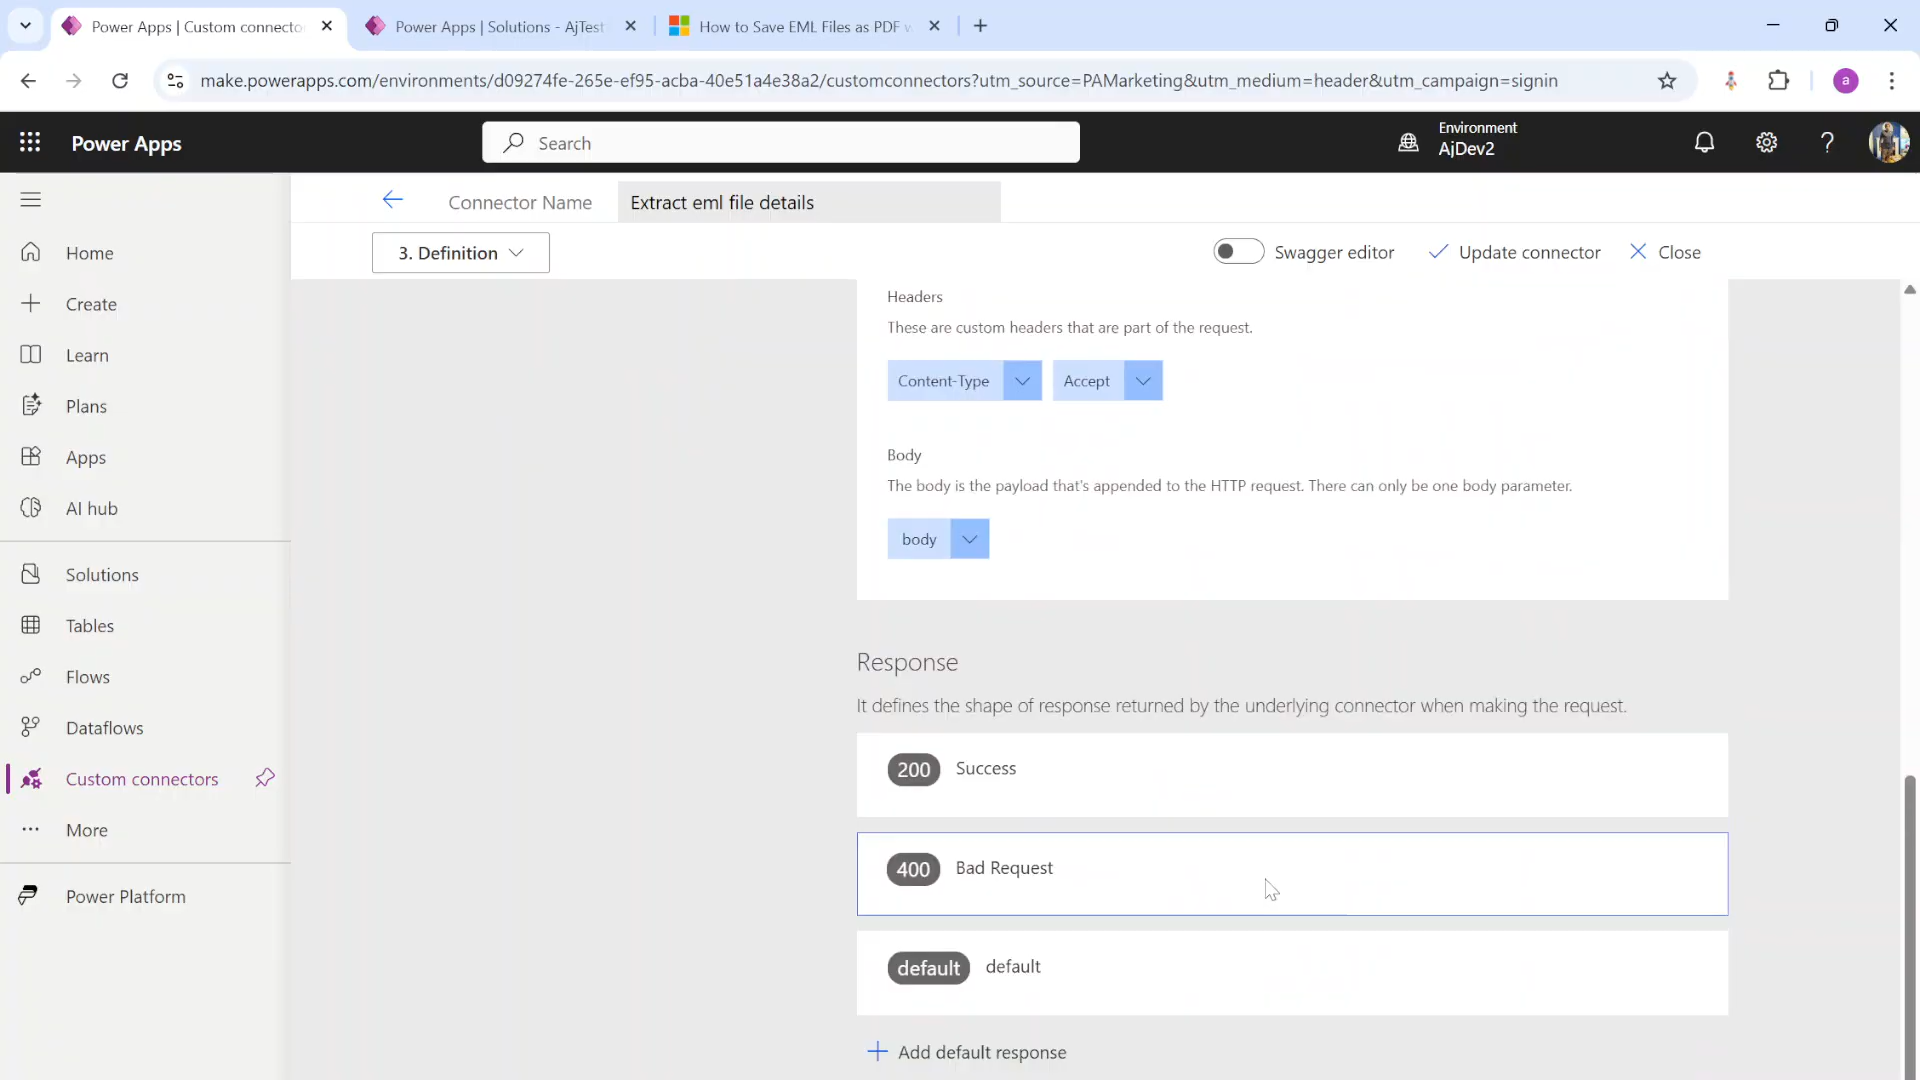 Power Apps | Custom connecto
Power Apps | Solutions - AjTest
How to Save EML Files as PDF w
make.powerapps.com/environments/d09274fe-265e-ef95-acba-40e51a4e38a2/customconnectors?utm_source=PAMarketing&utm_medium=header&utm_campaign=signin
a
Power Apps
Search
Environment
AjDev2
Connector Name
Extract eml file details
3. Definition
Swagger editor
Update connector
Close
Home
Create
Learn
Plans
Apps
AI hub
Solutions
Tables
Flows
Dataflows
Custom connectors
More
Power Platform
Headers
These are custom headers that are part of the request.
Content-Type
Accept
Body
The body is the payload that's appended to the HTTP request. There can only be one body parameter.
body
Response
It defines the shape of response returned by the underlying connector when making the request.
200 Success
400 Bad Request
default default
Add default response